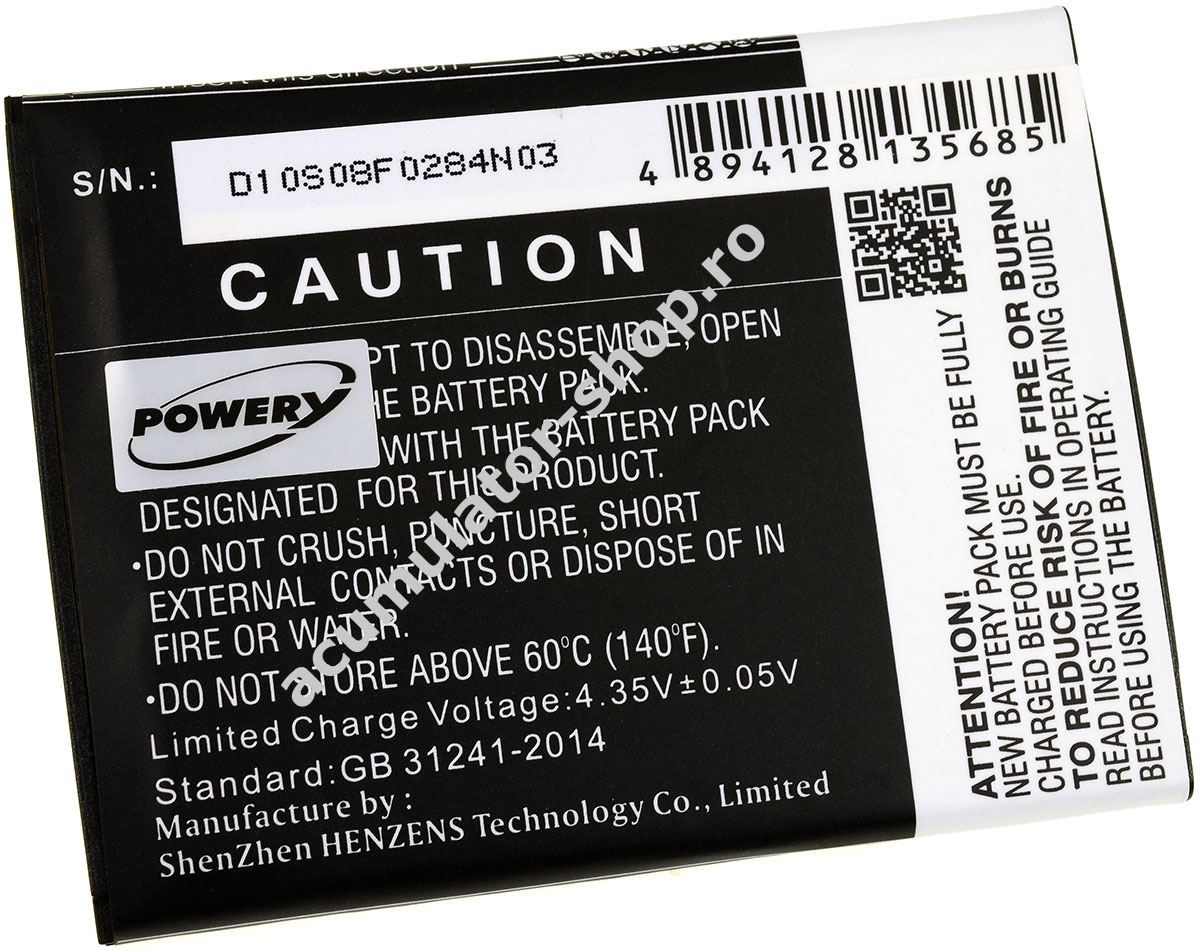 Insert this direction
S/N.: D10S08F0284N03
4 894128 135685
CAUTION
PT TO DISASSEMBLE, OPEN
HE BATTERY PACK.
WITH THE BATTERY PACK
DESIGNATED FOR THIS PRODUCT.
•DO NOT CRUSH, PUNCTURE, SHORT
EXTERNAL CONTACTS OR DISPOSE OF IN
FIRE OR WATER.
•DO NOT STORE ABOVE 60°C (140°F).
Limited Charge Voltage:4.35V±0.05V
Standard:GB 31241-2014
Manufacture by :
ShenZhen HENZENS Technology Co., Limited
POWERY
acumulator-shop.ro
ATTENTION!
NEW BATTERY PACK MUST BE FULLY
CHARGED BEFORE USE.
TO REDUCE RISK OF FIRE OR BURNS
READ INSTRUCTIONS IN OPERATING GUIDE
BEFORE USING THE BATTERY.